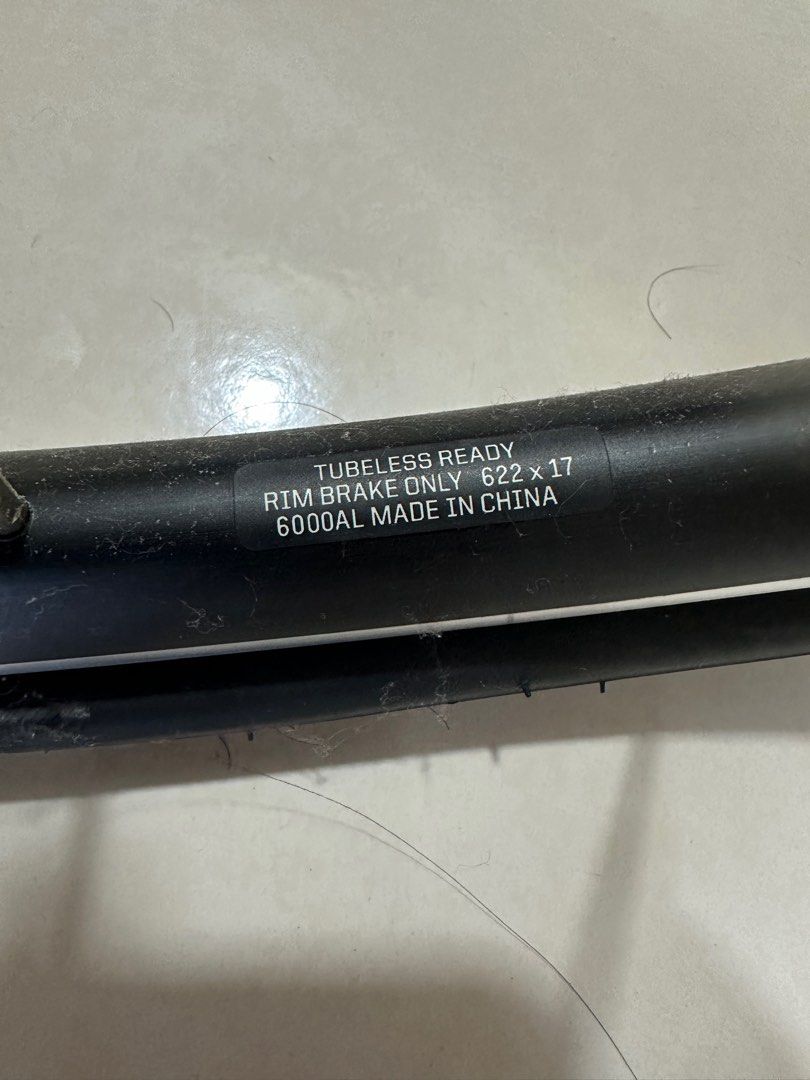 TUBELESS READY
RIM BRAKE ONLY 622 x 17
6000AL MADE IN CHINA